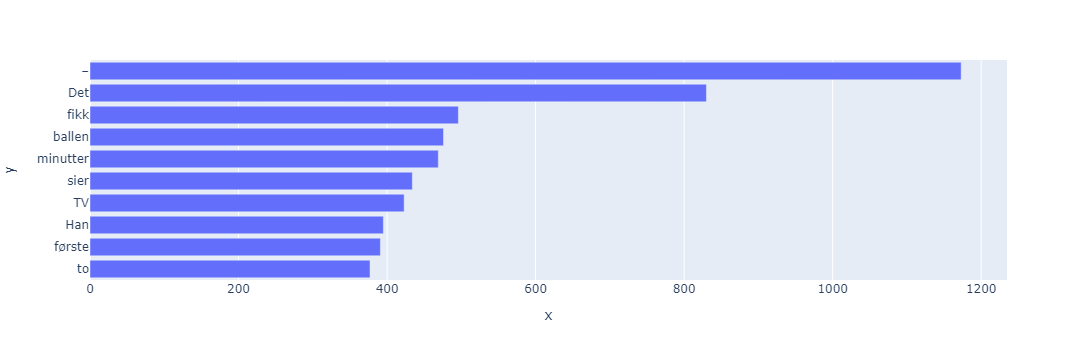 –
Det
fikk
ballen
minutter
sier
TV
Han
første
to
0 200 400 600 800 1000 1200
x
y